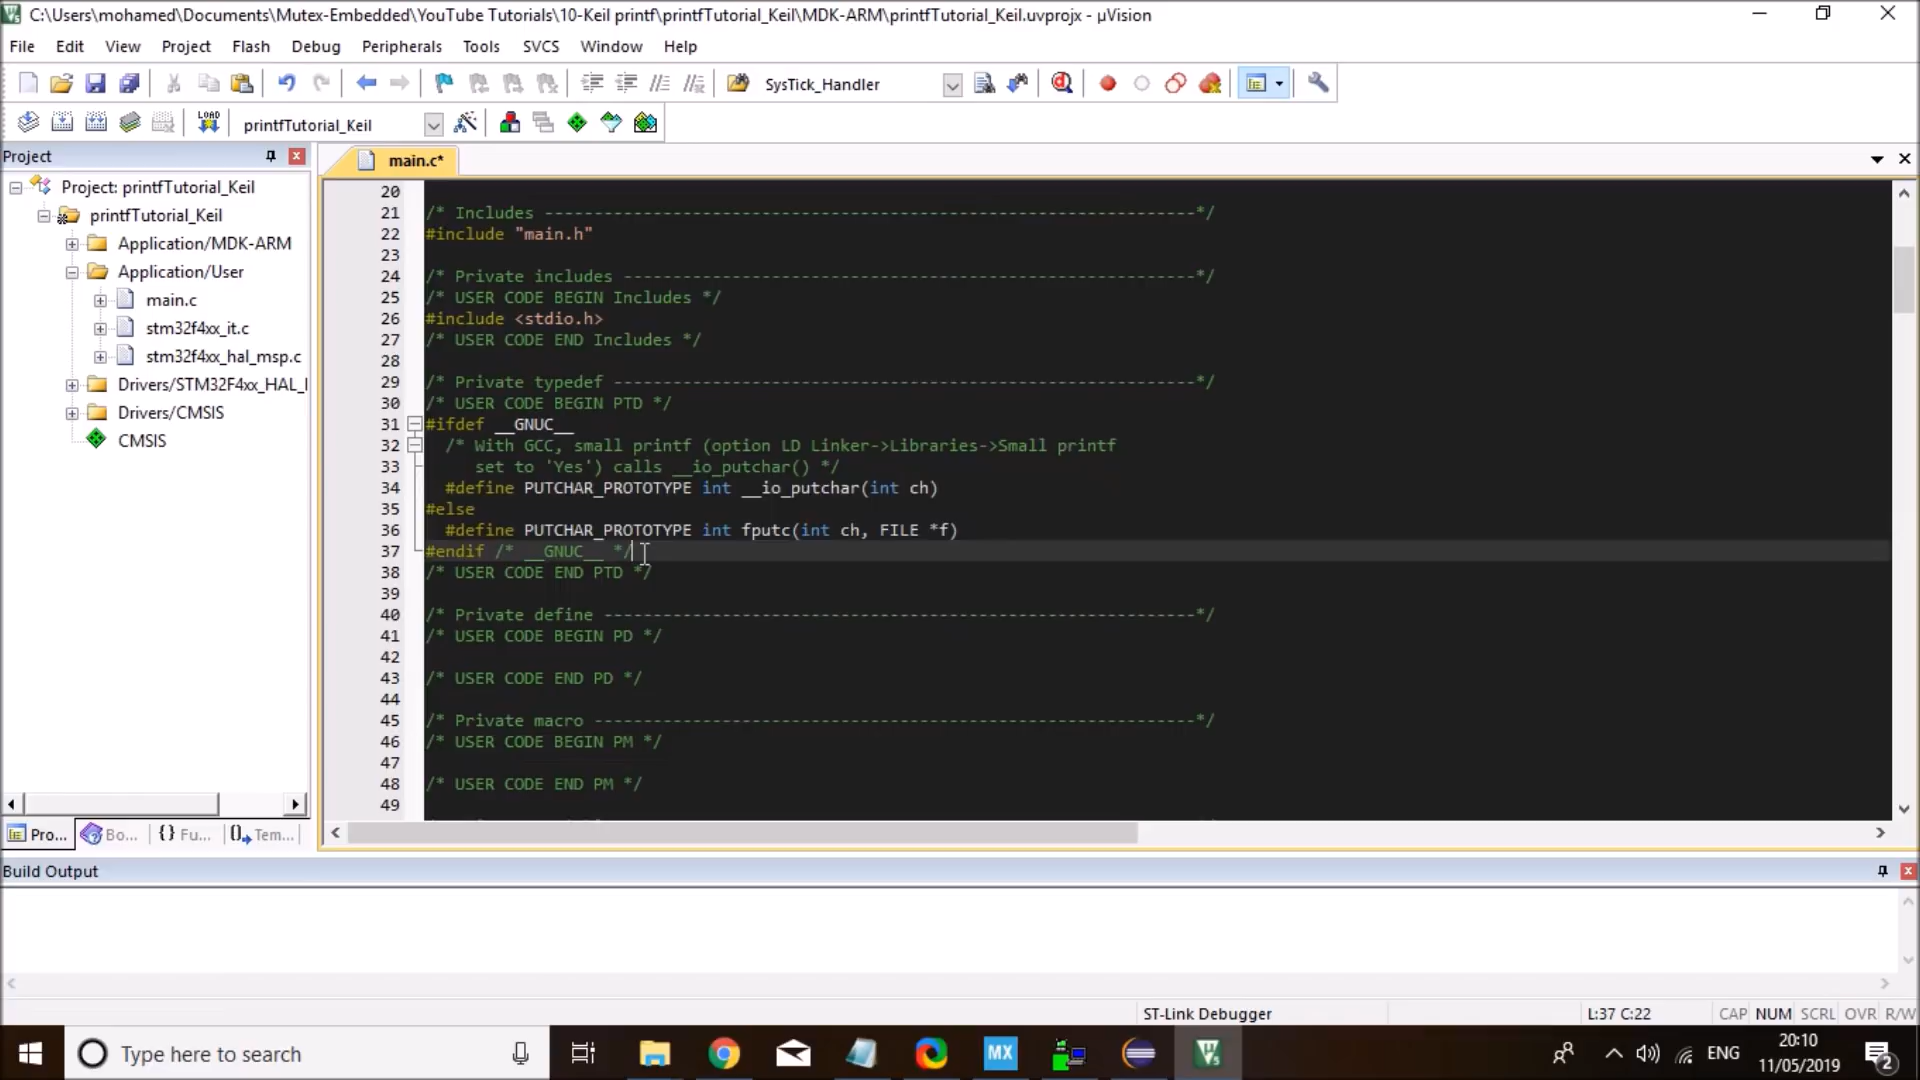 C:\Users\mohamed\Documents\Mutex-Embedded\YouTube Tutorials\10-Keil printf\printfTutorial_Keil\MDK-ARM\printfTutorial_Keil.uvprojx - µVision
File Edit View Project Flash Debug Peripherals Tools SVCS Window Help
SysTick_Handler
LOAD printfTutorial_Keil
Project
main.c*
Project: printfTutorial_Keil
printfTutorial_Keil
Application/MDK-ARM
Application/User
main.c
stm32f4xx_it.c
stm32f4xx_hal_msp.c
Drivers/STM32F4xx_HAL_
Drivers/CMSIS
CMSIS
Pro... Bo... {} Fu... Tem...
20
21 /* Includes ------------------------------------------------------------------*/
22 #include "main.h"
23
24 /* Private includes ----------------------------------------------------------*/
25 /* USER CODE BEGIN Includes */
26 #include <stdio.h>
27 /* USER CODE END Includes */
28
29 /* Private typedef -----------------------------------------------------------*/
30 /* USER CODE BEGIN PTD */
31 #ifdef __GNUC__
32 /* With GCC, small printf (option LD Linker->Libraries->Small printf
33 set to 'Yes') calls __io_putchar() */
34 #define PUTCHAR_PROTOTYPE int __io_putchar(int ch)
35 #else
36 #define PUTCHAR_PROTOTYPE int fputc(int ch, FILE *f)
37 #endif /* __GNUC__ */
38 /* USER CODE END PTD */
39
40 /* Private define ------------------------------------------------------------*/
41 /* USER CODE BEGIN PD */
42
43 /* USER CODE END PD */
44
45 /* Private macro -------------------------------------------------------------*/
46 /* USER CODE BEGIN PM */
47
48 /* USER CODE END PM */
49
Build Output
ST-Link Debugger L:37 C:22 CAP NUM SCRL OVR R/W
Type here to search
MX
ENG
20:10
11/05/2019
2